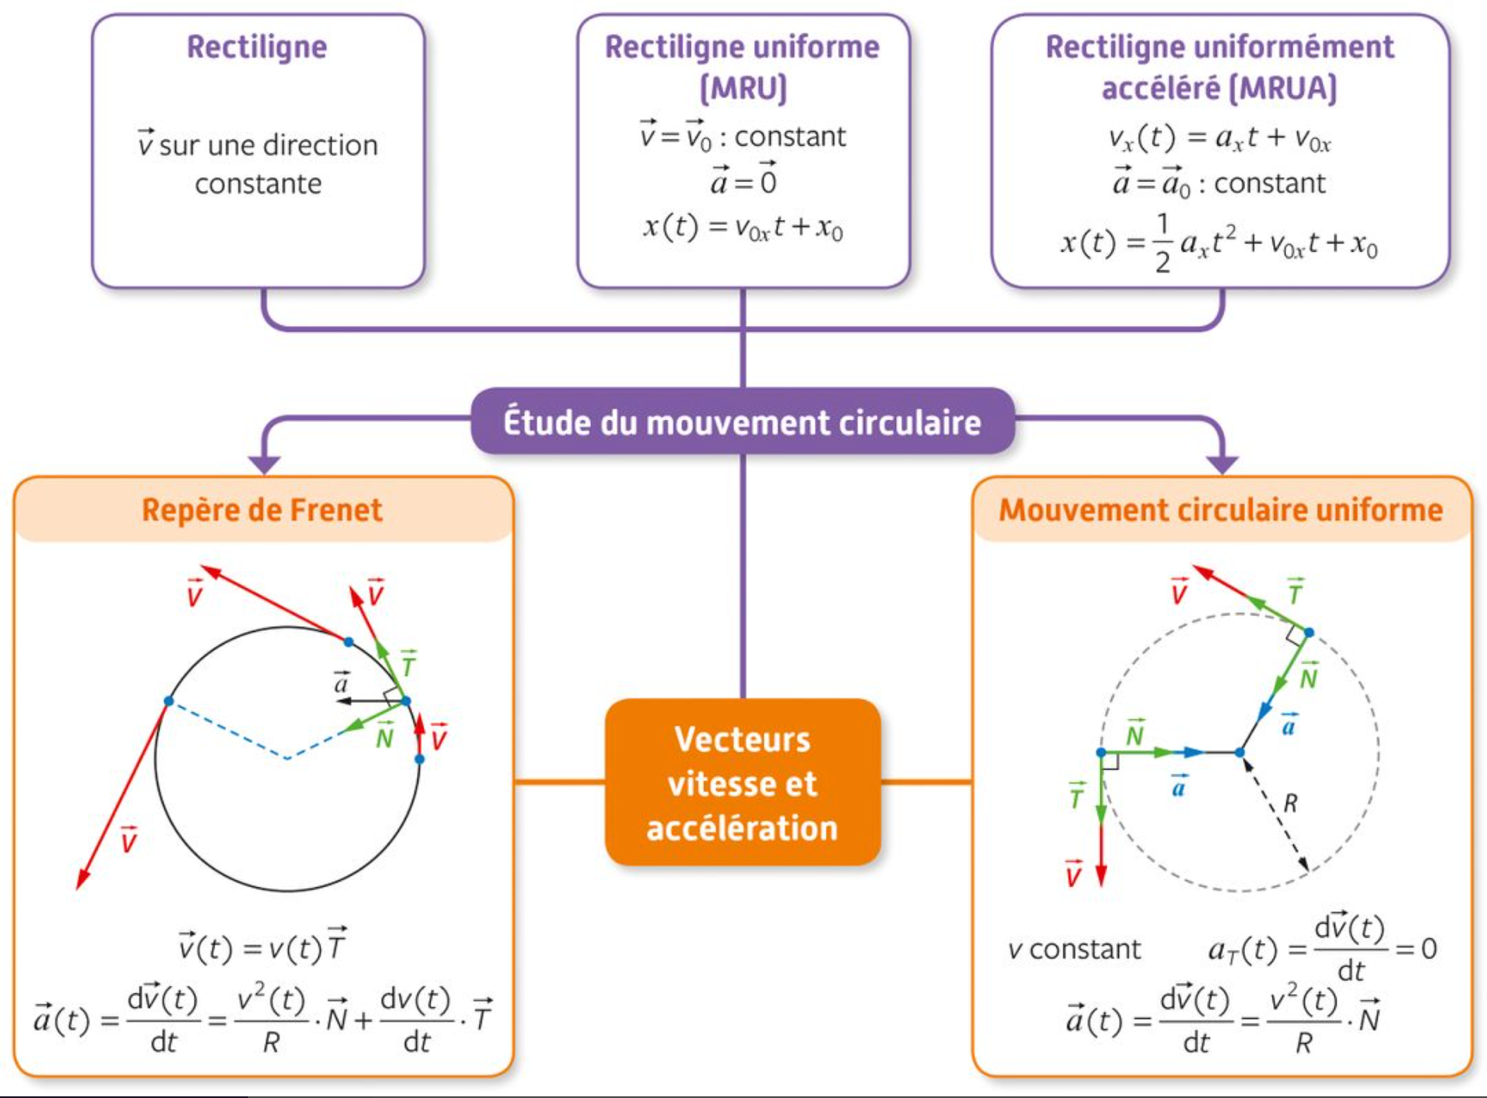 Rectiligne
v⃗ sur une direction
constante
Rectiligne uniforme
(MRU)
v⃗ = v⃗₀ : constant
a⃗ = 0⃗
x(t) = v₀ₓt + x₀
Rectiligne uniformément
accéléré (MRUA)
vₓ(t) = aₓt + v₀ₓ
a⃗ = a⃗₀ : constant
x(t) = 1/2 aₓt² + v₀ₓt + x₀
Étude du mouvement circulaire
Repère de Frenet
v⃗
v⃗
T⃗
a⃗
N⃗
v⃗
v⃗
v⃗(t) = v(t)T⃗
a⃗(t) = dv⃗(t)/dt = v²(t)/R · N⃗ + dv(t)/dt · T⃗
Vecteurs
vitesse et
accélération
Mouvement circulaire uniforme
v⃗
T⃗
N⃗
a⃗
N⃗
a⃗
T⃗
R
v⃗
v constant
a_T(t) = dv⃗(t)/dt = 0
a⃗(t) = dv⃗(t)/dt = v²(t)/R · N⃗